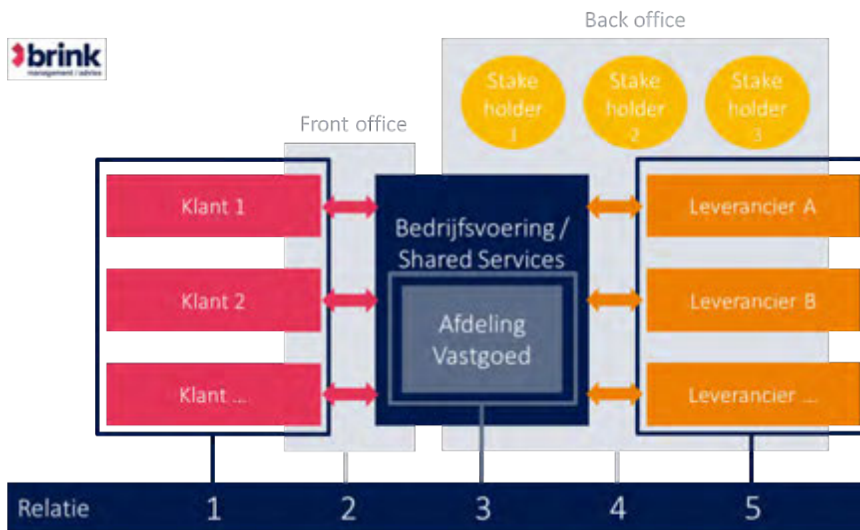 Back office
brink
management / advies
Stake
holder
1
Stake
holder
2
Stake
holder
3
Front office
Klant 1
Bedrijfsvoering /
Shared Services
Leverancier A
Klant 2
Afdeling
Vastgoed
Leverancier B
Klant ...
Leverancier ...
Relatie 1 2 3 4 5